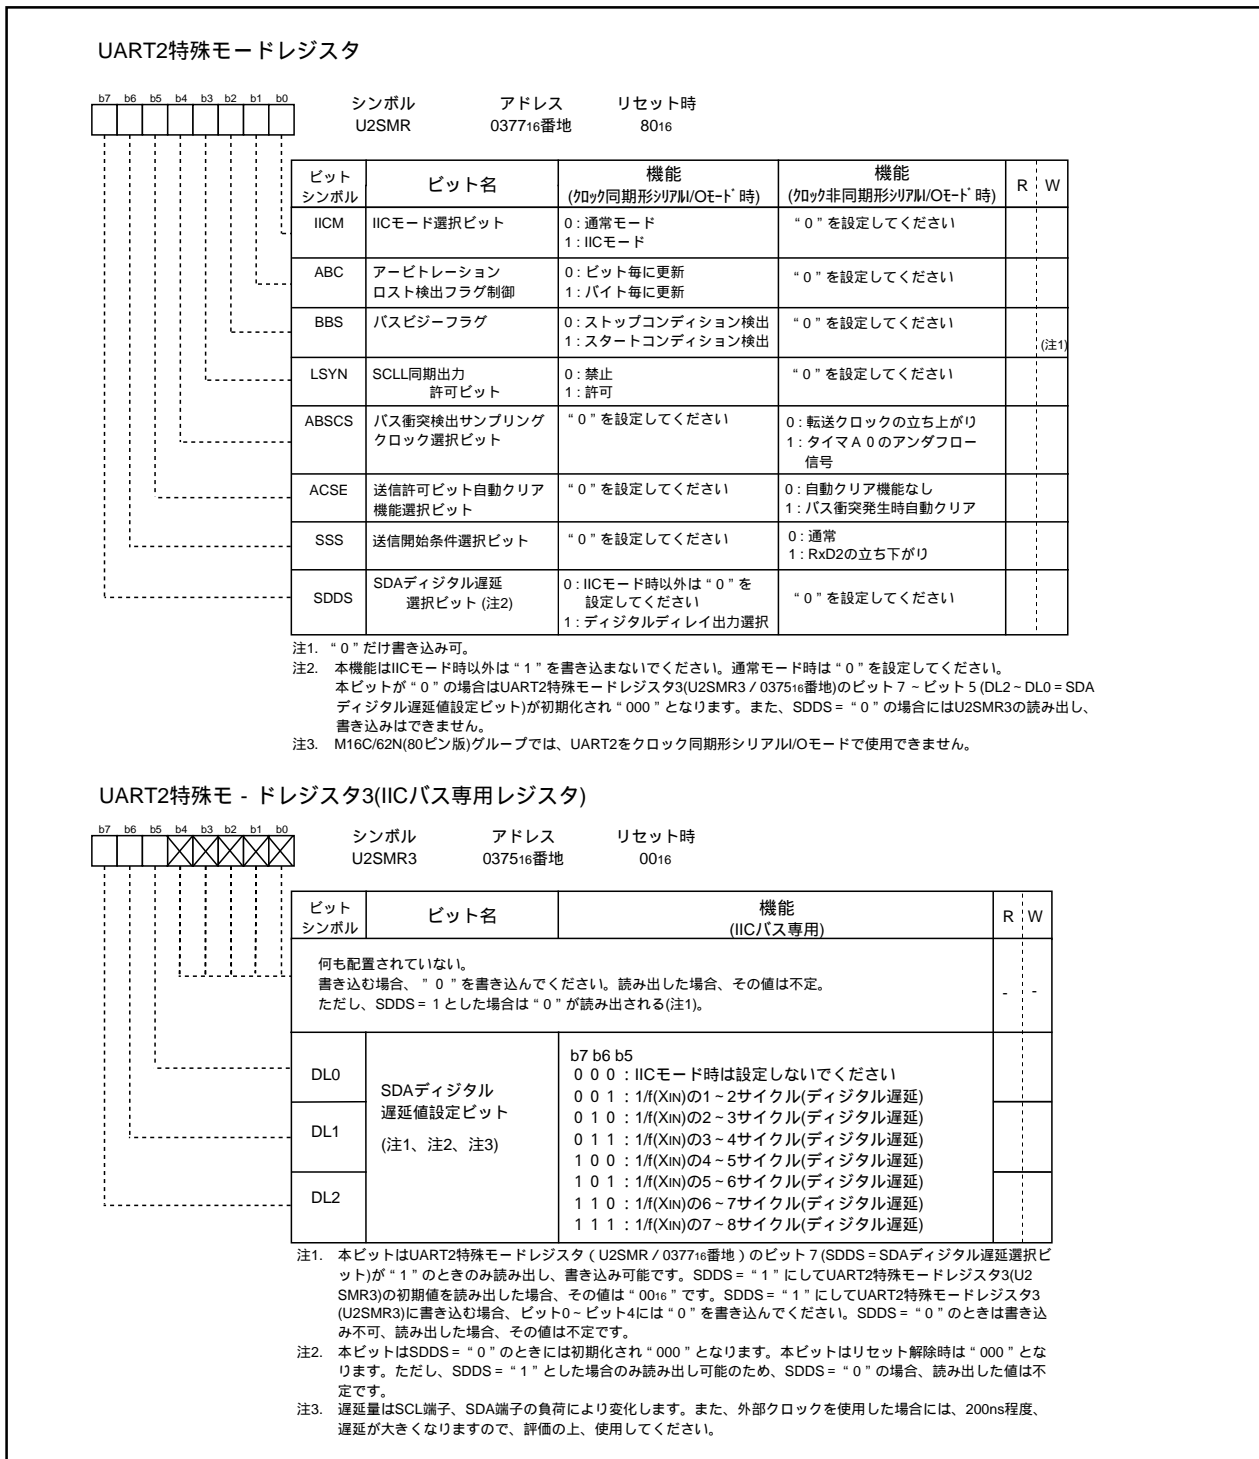 UART2特殊モードレジスタ
b7 b6 b5 b4 b3 b2 b1 b0
シンボル アドレス リセット時
U2SMR 037716番地 8016
ビットシンボル ビット名 機能 (クロック同期形シリアルI/Oモード時) 機能 (クロック非同期形シリアルI/Oモード時) R W
IICM IICモード選択ビット 0 : 通常モード “ 0 ” を設定してください
1 : IICモード
ABC アービトレーション 0 : ビット毎に更新 “ 0 ” を設定してください
ロスト検出フラグ制御 1 : バイト毎に更新
BBS バスビジーフラグ 0 : ストップコンディション検出 “ 0 ” を設定してください
1 : スタートコンディション検出 (注1)
LSYN SCLL同期出力 0 : 禁止 “ 0 ” を設定してください
許可ビット 1 : 許可
ABSCS バス衝突検出サンプリング “ 0 ” を設定してください 0 : 転送クロックの立ち上がり
クロック選択ビット 1 : タイマA 0 のアンダフロー
信号
ACSE 送信許可ビット自動クリア “ 0 ” を設定してください 0 : 自動クリア機能なし
機能選択ビット 1 : バス衝突発生時自動クリア
SSS 送信開始条件選択ビット “ 0 ” を設定してください 0 : 通常
1 : RxD2の立ち下がり
SDDS SDAディジタル遅延 0 : IICモード時以外は “ 0 ” を “ 0 ” を設定してください
選択ビット (注2) 設定してください
1 : ディジタルディレイ出力選択
注1. “ 0 ” だけ書き込み可。
注2. 本機能はIICモード時以外は “ 1 ” を書き込まないでください。通常モード時は “ 0 ” を設定してください。
本ビットが “ 0 ” の場合はUART2特殊モードレジスタ3(U2SMR3 / 037516番地)のビット 7 ~ ビット 5 (DL2 ~ DL0 = SDA
ディジタル遅延値設定ビット)が初期化され “ 000 ” となります。また、SDDS = “ 0 ” の場合にはU2SMR3の読み出し、
書き込みはできません。
注3. M16C/62N(80ピン版)グループでは、UART2をクロック同期形シリアルI/Oモードで使用できません。
UART2特殊モ - ドレジスタ3(IICバス専用レジスタ)
b7 b6 b5 b4 b3 b2 b1 b0
シンボル アドレス リセット時
U2SMR3 037516番地 0016
ビットシンボル ビット名 機能 (IICバス専用) R W
何も配置されていない。
書き込む場合、 ” 0 ” を書き込んでください。読み出した場合、その値は不定。
ただし、SDDS = 1 とした場合は “ 0 ” が読み出される(注1)。 - -
DL0
DL1
DL2
SDAディジタル
遅延値設定ビット
(注1、注2、注3)
b7 b6 b5
0 0 0 : IICモード時は設定しないでください
0 0 1 : 1/f(XIN)の1 ~ 2サイクル(ディジタル遅延)
0 1 0 : 1/f(XIN)の2 ~ 3サイクル(ディジタル遅延)
0 1 1 : 1/f(XIN)の3 ~ 4サイクル(ディジタル遅延)
1 0 0 : 1/f(XIN)の4 ~ 5サイクル(ディジタル遅延)
1 0 1 : 1/f(XIN)の5 ~ 6サイクル(ディジタル遅延)
1 1 0 : 1/f(XIN)の6 ~ 7サイクル(ディジタル遅延)
1 1 1 : 1/f(XIN)の7 ~ 8サイクル(ディジタル遅延)
注1. 本ビットはUART2特殊モードレジスタ ( U2SMR / 037716番地 ) のビット 7 (SDDS = SDAディジタル遅延選択ビ
ット)が “ 1 ” のときのみ読み出し、書き込み可能です。SDDS = “ 1 ” にしてUART2特殊モードレジスタ3(U2
SMR3)の初期値を読み出した場合、その値は “ 0016 ” です。SDDS = “ 1 ” にしてUART2特殊モードレジスタ3
(U2SMR3)に書き込む場合、ビット0 ~ ビット4には “ 0 ” を書き込んでください。SDDS = “ 0 ” のときは書き込
み不可、読み出した場合、その値は不定です。
注2. 本ビットはSDDS = “ 0 ” のときには初期化され “ 000 ” となります。本ビットはリセット解除時は “ 000 ” とな
ります。ただし、SDDS = “ 1 ” とした場合のみ読み出し可能のため、SDDS = “ 0 ” の場合、読み出した値は不
定です。
注3. 遅延量はSCL端子、SDA端子の負荷により変化します。また、外部クロックを使用した場合には、200ns程度、
遅延が大きくなりますので、評価の上、使用してください。